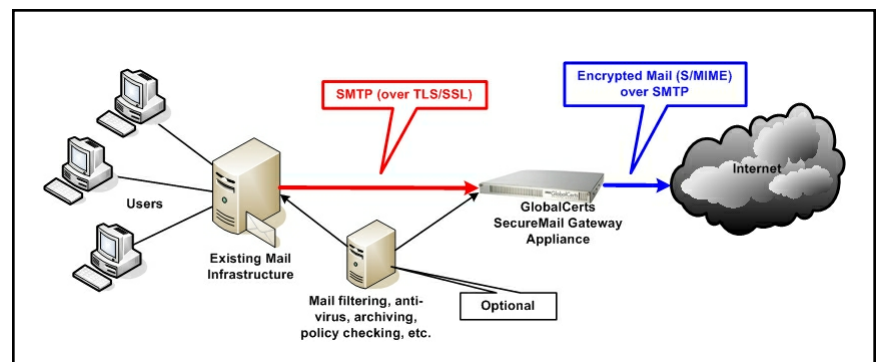 SMTP (over TLS/SSL)
Encrypted Mail (S/MIME)
over SMTP
Internet
Users
GlobalCerts
GlobalCerts
SecureMail Gateway
Appliance
Existing Mail
Infrastructure
Mail filtering, anti-
virus, archiving,
policy checking, etc.
Optional